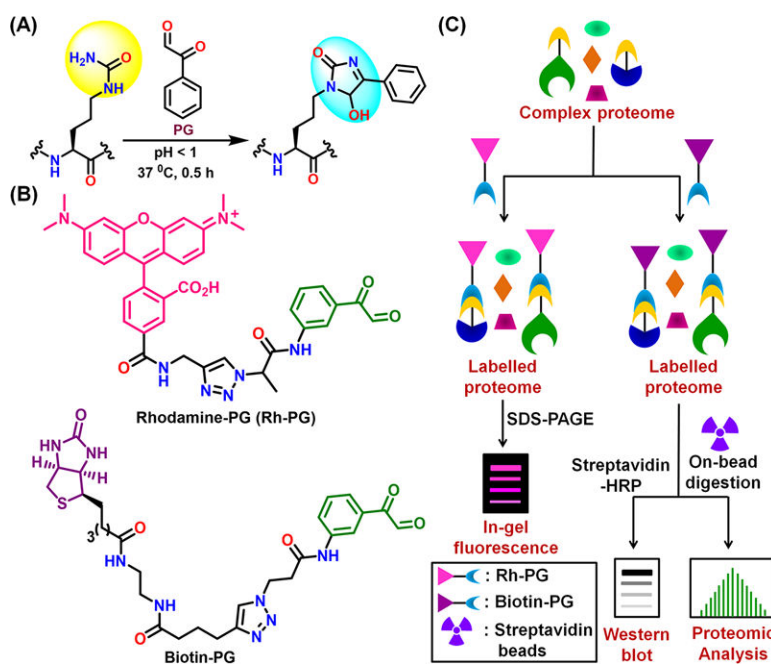 (A)
H₂N
O
NH
N
H
O
O
O
PG
pH < 1
37 ⁰C, 0.5 h
O
N
N
OH
N
H
O
(B)
N
O
N⁺
CO₂H
O
N
H
N
N=N
O
H
N
O
O
Rhodamine-PG (Rh-PG)
O
HN
NH
H
H
S
3
O
NH
NH
O
N=N
N
O
H
N
O
O
Biotin-PG
(C)
Complex proteome
Labelled
proteome
Labelled
proteome
SDS-PAGE
Streptavidin
-HRP
On-bead
digestion
In-gel
fluorescence
: Rh-PG
: Biotin-PG
: Streptavidin
beads
Western
blot
Proteomic
Analysis